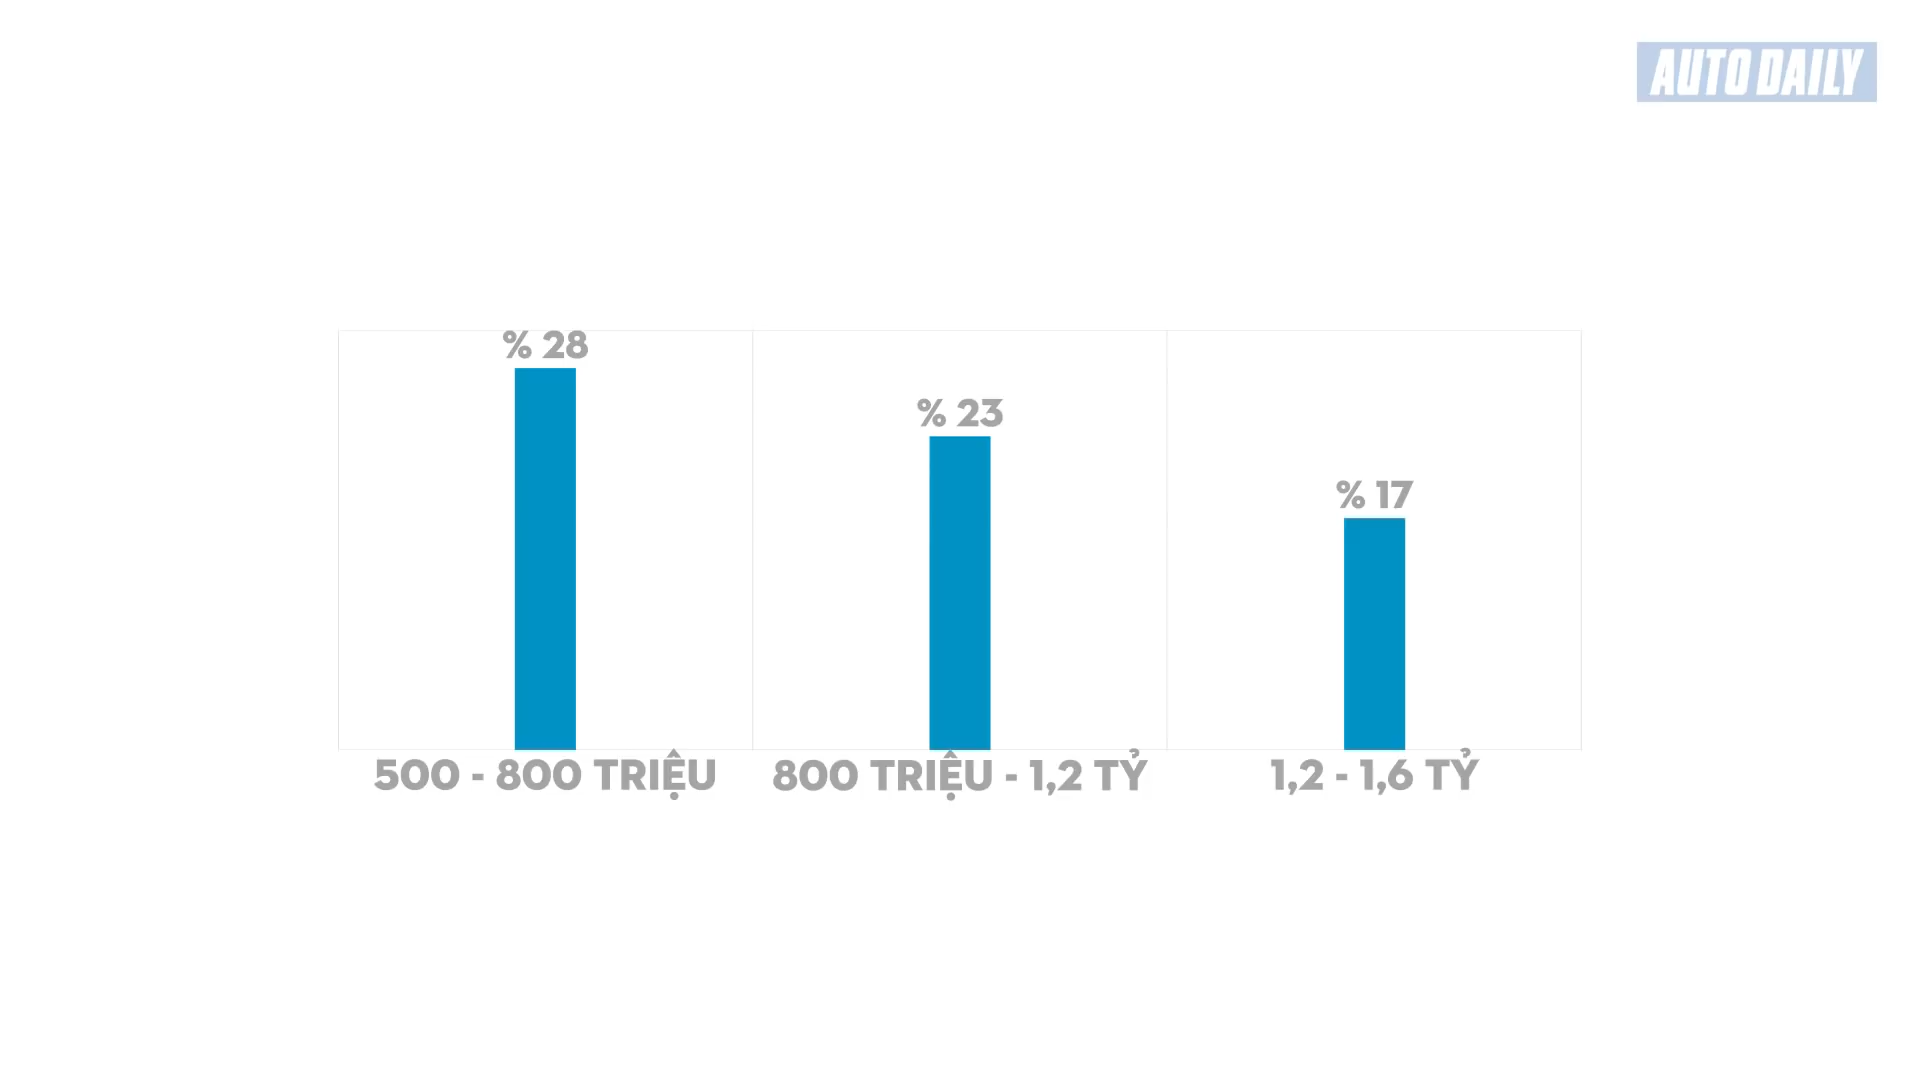 AUTO DAILY
% 28
% 23
% 17
500 - 800 TRIỆU
800 TRIỆU - 1,2 TỶ
1,2 - 1,6 TỶ